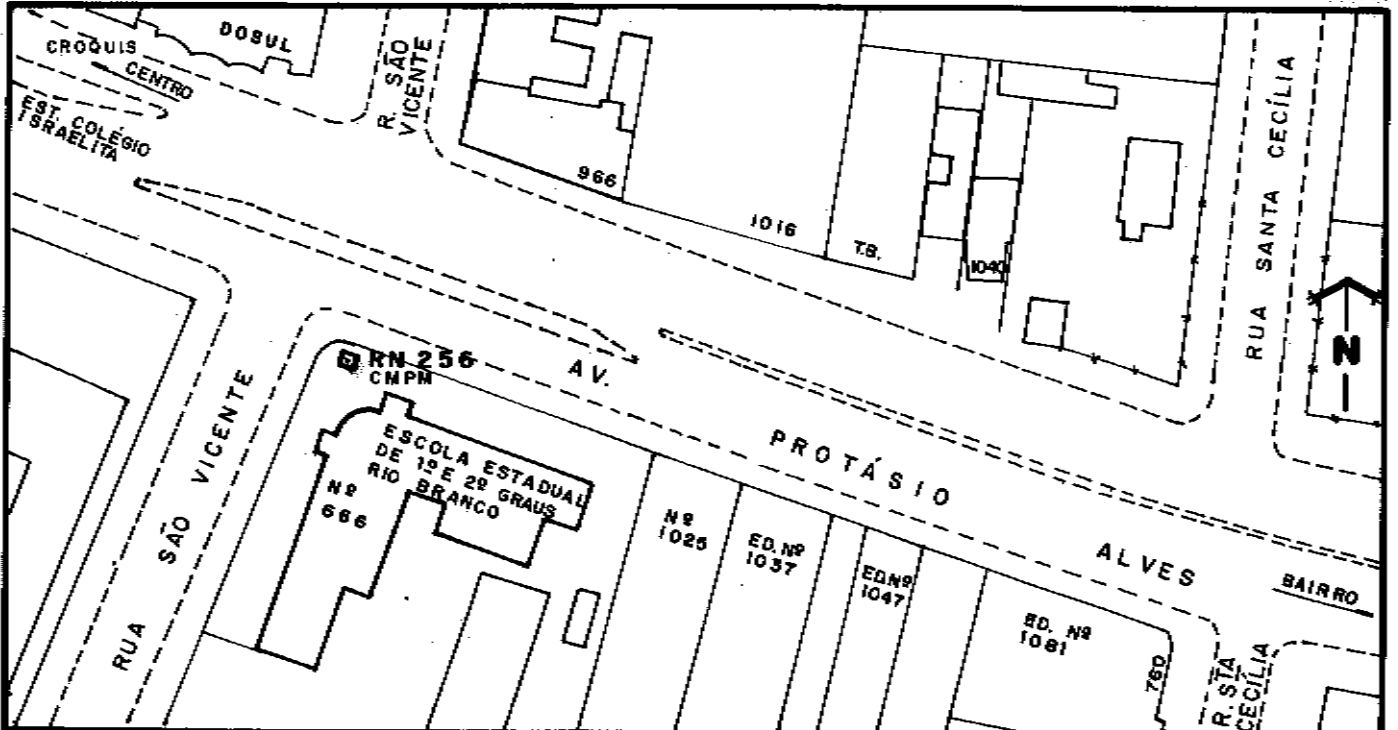 DOSUL
CROQUIS
CENTRO
EST. COLÉGIO
ISRAELITA
R. SÃO
VICENTE
966
1016
T.B.
1040
RUA SANTA CECÍLIA
N
RN 256
CMPM
AV.
PROTÁSIO
ALVES
BAIRRO
ESCOLA ESTADUAL
DE 1º E 2º GRAUS
RIO BRANCO
Nº
666
RUA SÃO VICENTE
Nº
1025
ED. Nº
1037
ED Nº
1047
ED. Nº
1081
760
R. STA
CECÍLIA